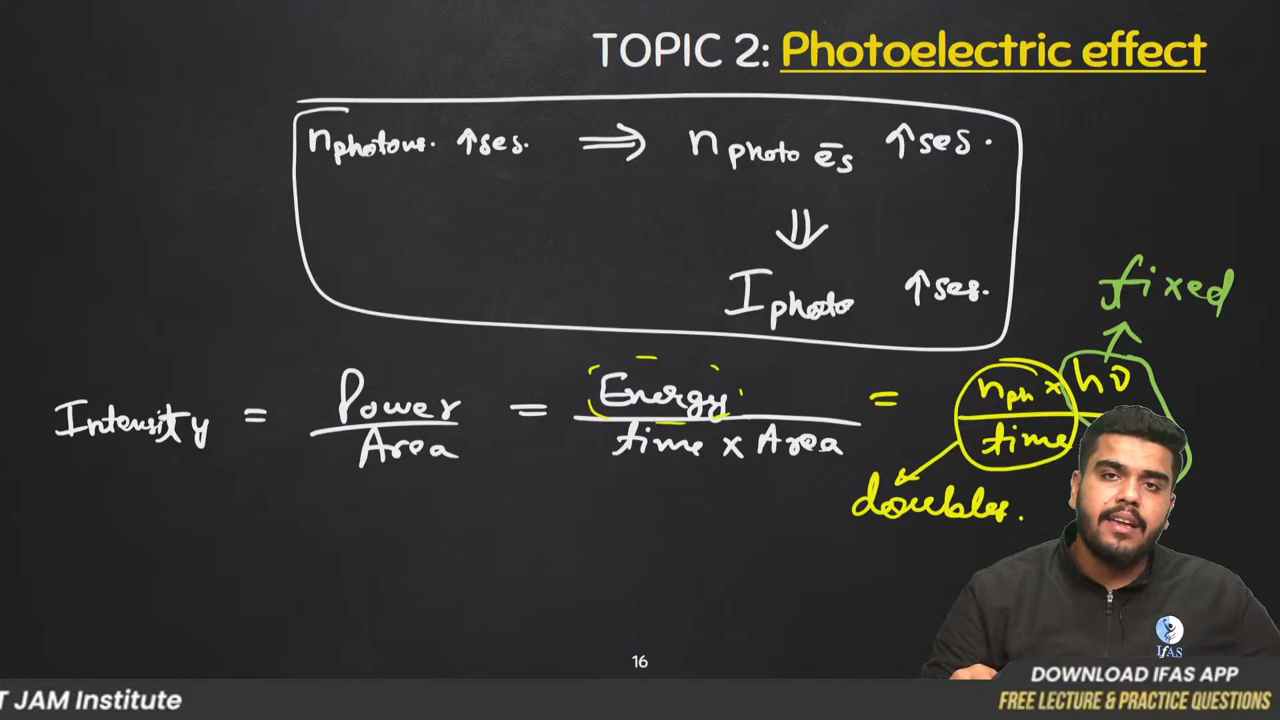 TOPIC 2: Photoelectric effect
nphotons. ↑ses. ⟹ nphoto ēs ↑ses.
⇓
Iphoto ↑ses.
fixed
Intensity = Power/Area = Energy/time x Area = nph x hν/time
doubles.
IfAS
16
DOWNLOAD IFAS APP
T JAM Institute
FREE LECTURE & PRACTICE QUESTIONS